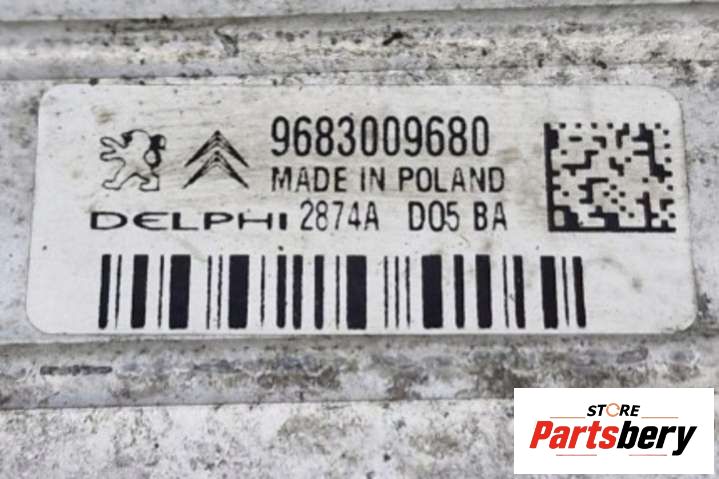 9683009680
MADE IN POLAND
DELPHI 2874A D05 BA
STORE
Partsbery